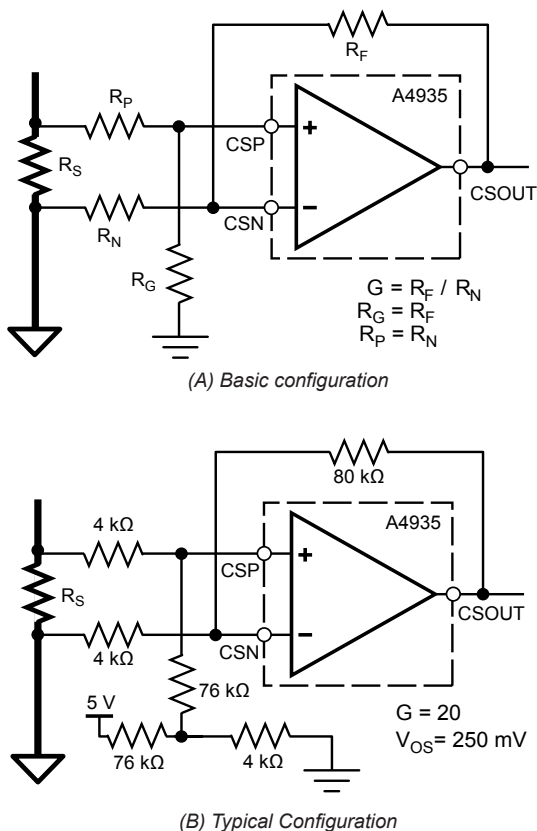 R_F
A4935
R_P
CSP
+
R_S
CSOUT
−
R_N
CSN
R_G
G = R_F / R_N
R_G = R_F
R_P = R_N
(A) Basic configuration
80 kΩ
A4935
4 kΩ
CSP
+
R_S
CSOUT
−
4 kΩ
CSN
76 kΩ
5 V
76 kΩ
4 kΩ
G = 20
V_OS = 250 mV
(B) Typical Configuration